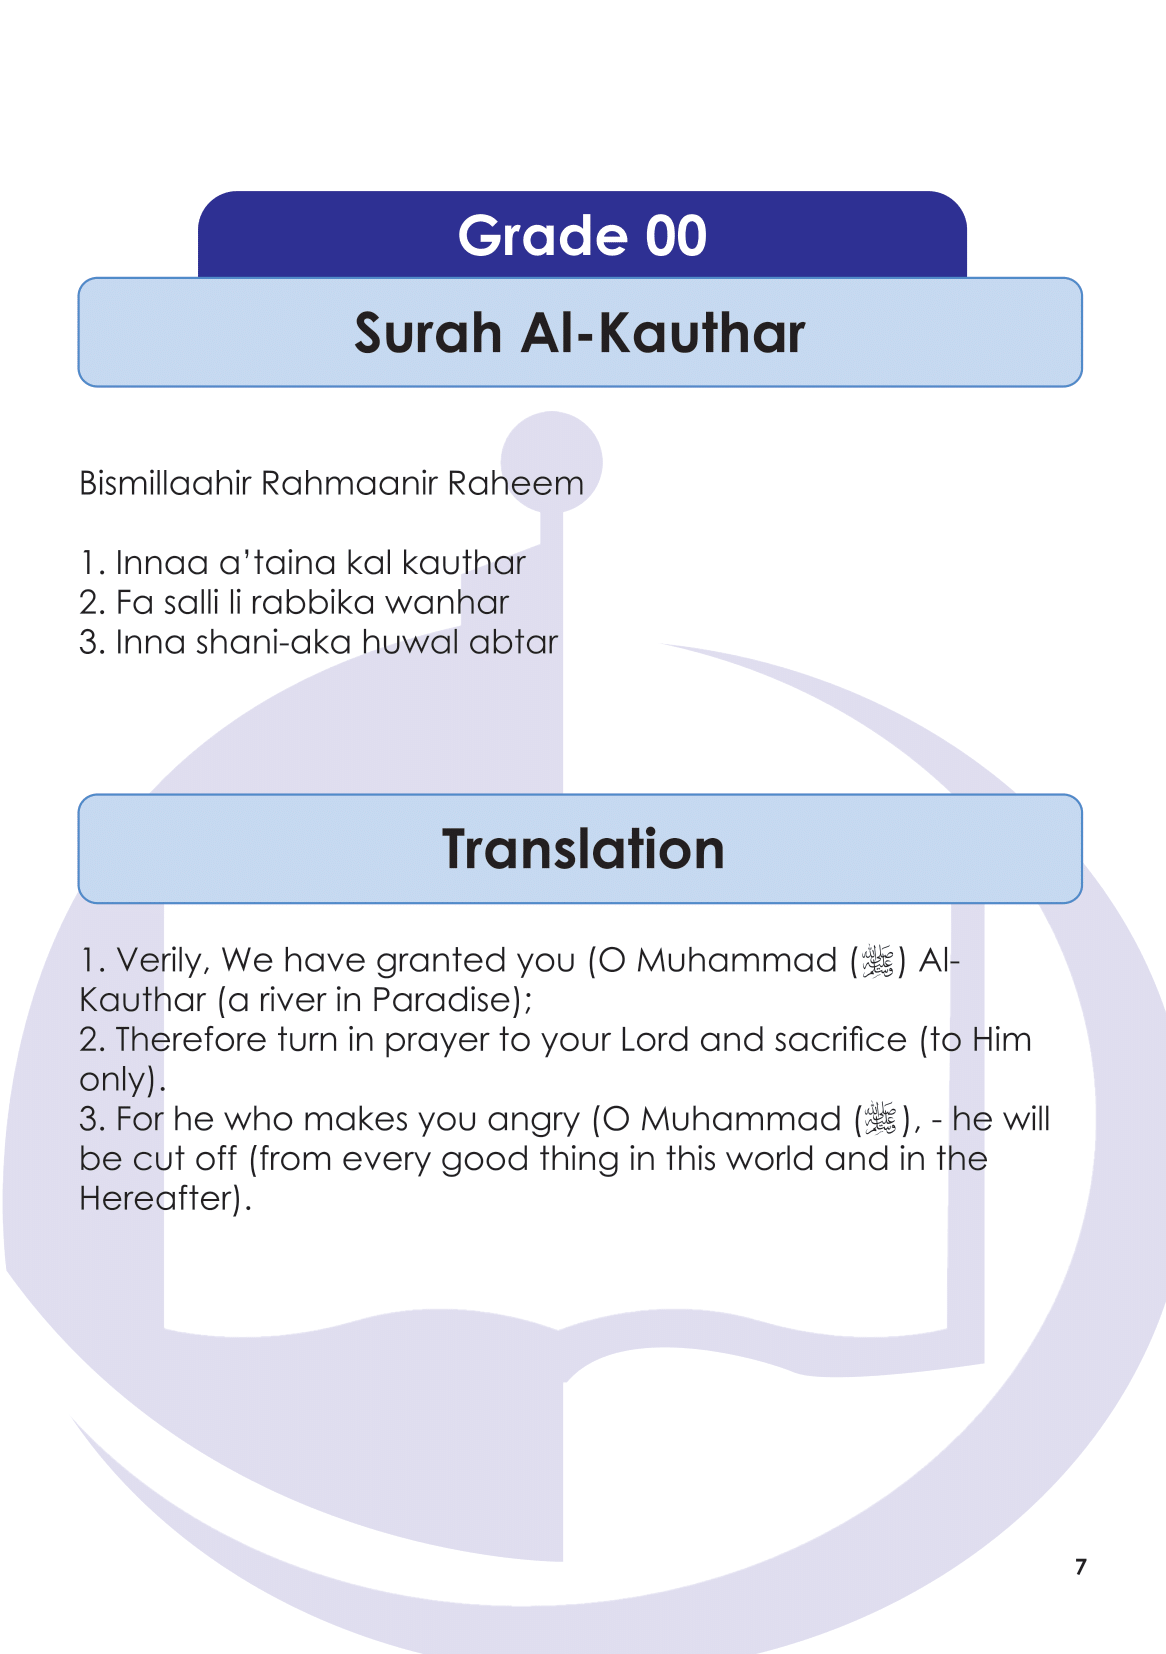 Grade 00
Surah Al-Kauthar
Bismillaahir Rahmaanir Raheem
1. Innaa a’taina kal kauthar
2. Fa salli li rabbika wanhar
3. Inna shani-aka huwal abtar
Translation
1. Verily, We have granted you (O Muhammad (ﷺ) Al-
Kauthar (a river in Paradise);
2. Therefore turn in prayer to your Lord and sacrifice (to Him
only).
3. For he who makes you angry (O Muhammad (ﷺ), - he will
be cut off (from every good thing in this world and in the
Hereafter).
7